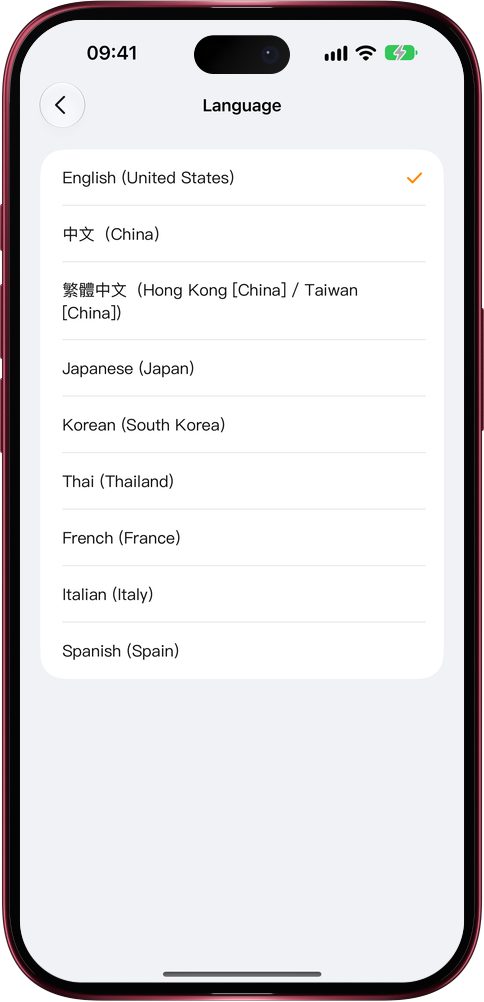 09:41
Language
English (United States)
中文（China）
繁體中文（Hong Kong [China] / Taiwan
[China]）
Japanese (Japan)
Korean (South Korea)
Thai (Thailand)
French (France)
Italian (Italy)
Spanish (Spain)